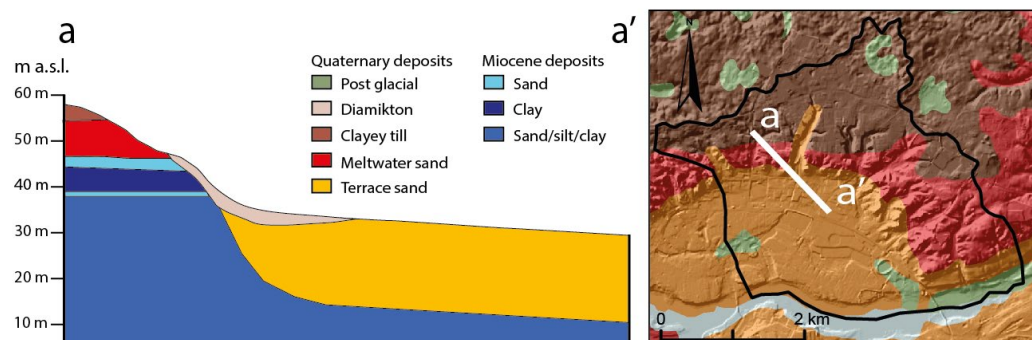 a
a'
m a.s.l.
60 m
50 m
40 m
30 m
20 m
10 m
Quaternary deposits
Post glacial
Diamikton
Clayey till
Meltwater sand
Terrace sand
Miocene deposits
Sand
Clay
Sand/silt/clay
N
a
a'
0
2 km